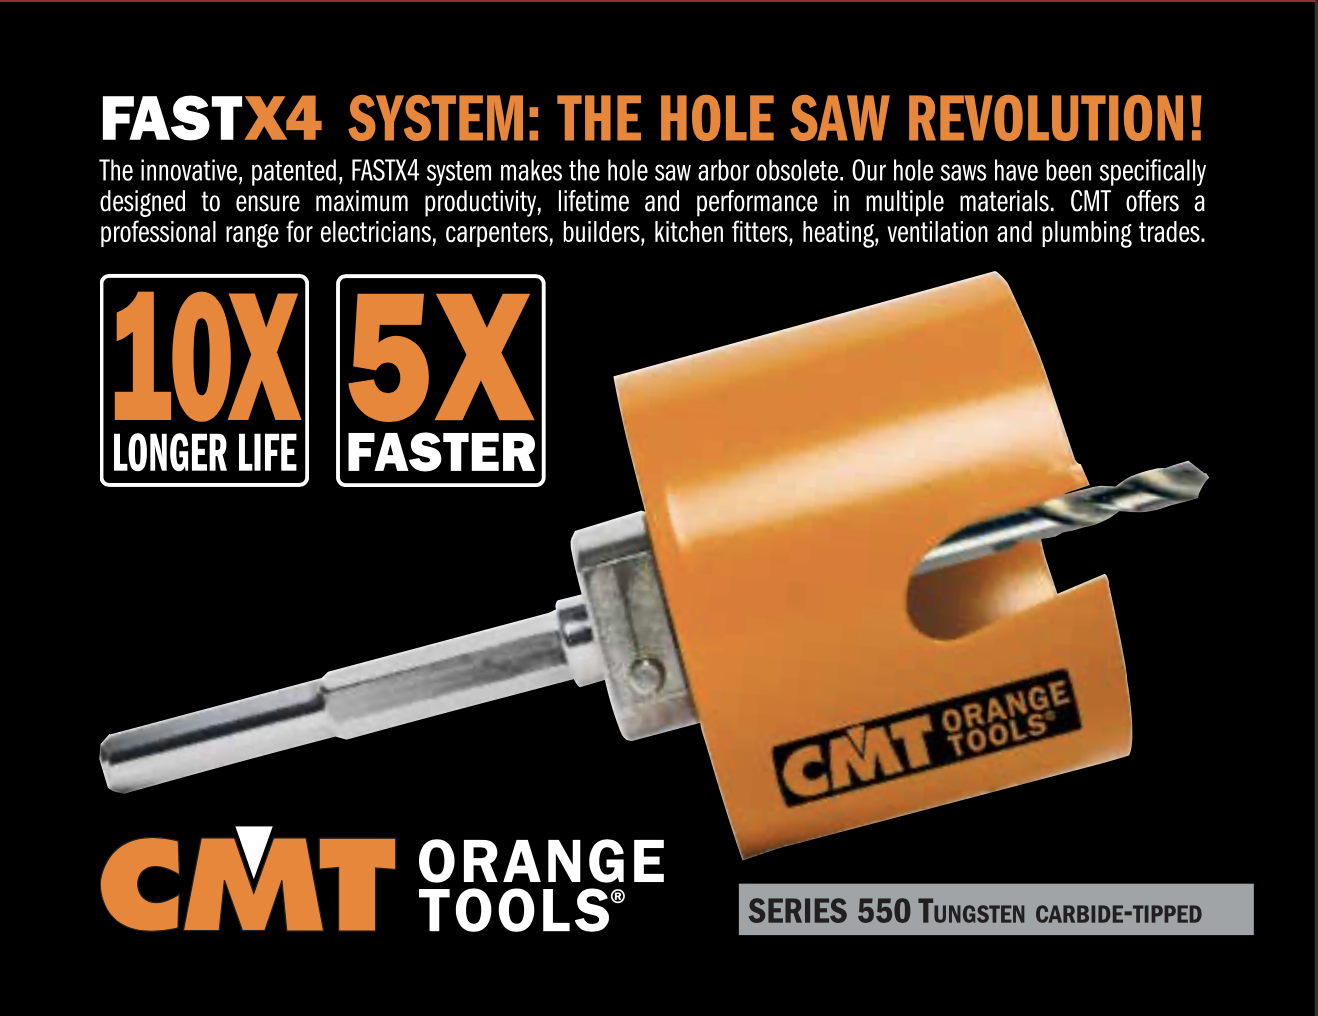 FASTX4 SYSTEM: THE HOLE SAW REVOLUTION!
The innovative, patented, FASTX4 system makes the hole saw arbor obsolete. Our hole saws have been specifically
designed to ensure maximum productivity, lifetime and performance in multiple materials. CMT offers a
professional range for electricians, carpenters, builders, kitchen fitters, heating, ventilation and plumbing trades.
10X
LONGER LIFE
5X
FASTER
CMT ORANGE
TOOLS®
CMT ORANGE
TOOLS®
SERIES 550 TUNGSTEN CARBIDE-TIPPED